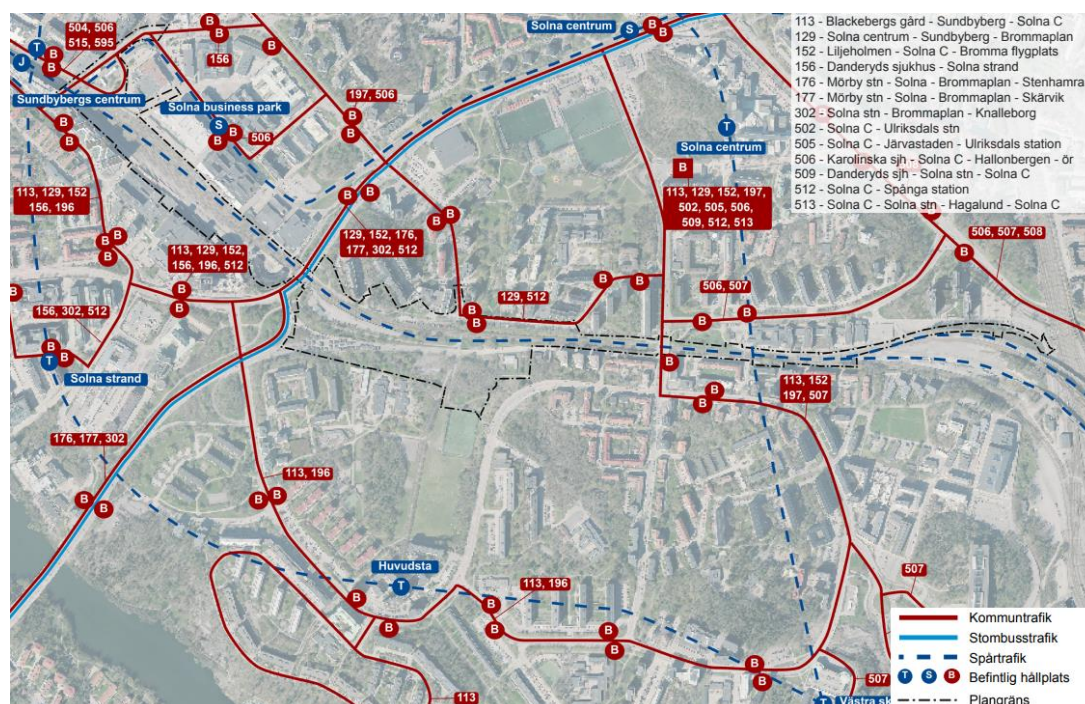 504, 506
515, 595
T
J
B
B
Sundbybergs centrum
B
B
156
B
Solna business park
S
B
B
506
197, 506
B
B
Solna centrum
S
B
B
T
Solna centrum
B
113, 129, 152, 197,
502, 505, 506,
509, 512, 513
113 - Blackebergs gård - Sundbyberg - Solna C
129 - Solna centrum - Sundberg - Brommaplan
152 - Liljeholmen - Solna C - Bromma flygplats
156 - Danderyds sjukhus - Solna strand
176 - Mörby stn - Solna - Brommaplan - Stenhamra
177 - Mörby stn - Solna - Brommaplan - Skärvik
302 - Solna stn - Brommaplan - Knalleborg
502 - Solna C - Ulriksdals stn
505 - Solna C - Järvastaden - Ulriksdals station
506 - Karolinska sjh - Solna C - Hallonbergen - ör
509 - Danderyds sjh - Solna stn - Solna C
512 - Solna C - Spånga station
513 - Solna C - Solna stn - Hagalund - Solna C
B
B
113, 129, 152
156, 196
B
B
B
113, 129, 152,
156, 196, 512
B
B
B
B
129, 152, 176,
177, 302, 512
B
B
129, 512
B
B
B
B
506, 507
B
B
B
B
506, 507, 508
B
156, 302, 512
B
B
T
Solna strand
B
B
B
113, 152
197, 507
176, 177, 302
B
B
113, 196
B
B
Huvudsta
T
B
B
113, 196
B
B
B
B
B
B
507
507
113
T
Västra sk
Kommuntrafik
Stombusstrafik
Spårtrafik
T S B Befintlig hållplats
Plangräns